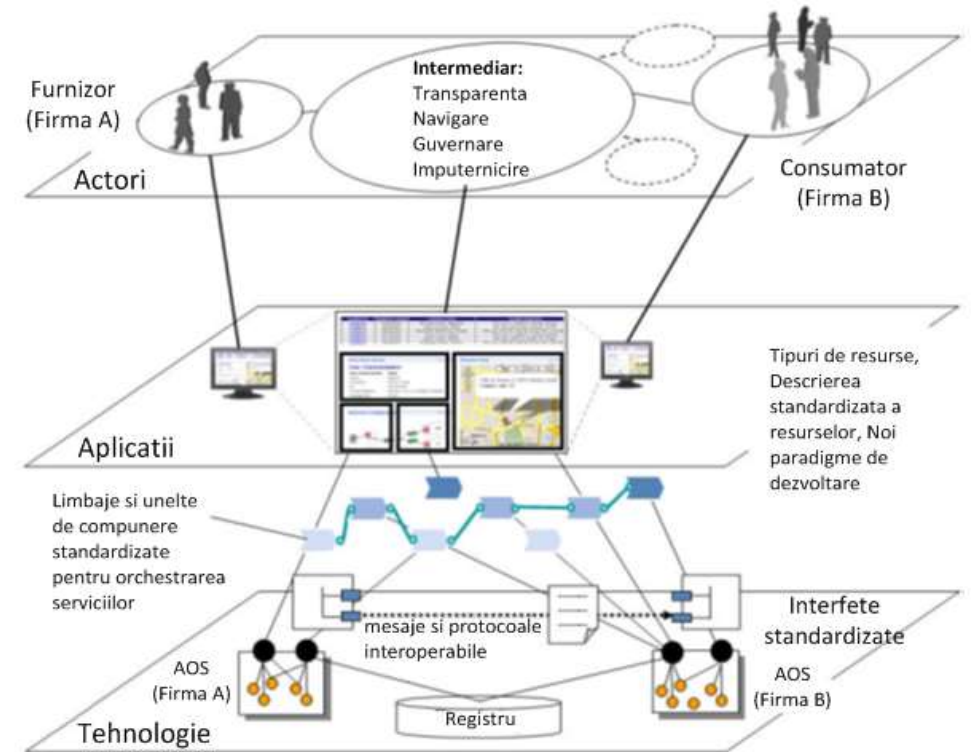 Furnizor
(Firma A)
Intermediar:
Transparenta
Navigare
Guvernare
Imputernicire
Consumator
(Firma B)
Actori
Tipuri de resurse,
Descrierea
standardizata a
resurselor, Noi
paradigme de
dezvoltare
Aplicatii
Limbaje si unelte
de compunere
standardizate
pentru orchestrarea
serviciilor
mesaje si protocoale
interoperabile
Interfete
standardizate
AOS
(Firma A)
AOS
(Firma B)
Registru
Tehnologie